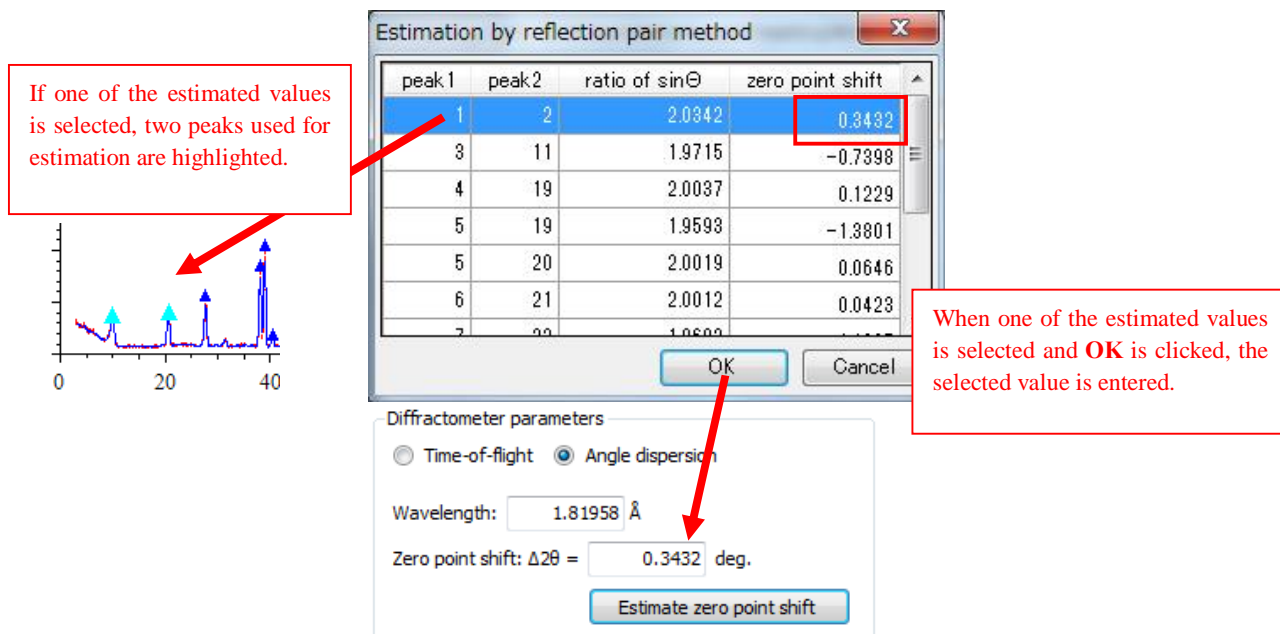 Estimation by reflection pair method
If one of the estimated values
is selected, two peaks used for
estimation are highlighted.
peak1 peak2 ratio of sinΘ zero point shift
1 2 2.0342 0.3432
3 11 1.9715 -0.7398
4 19 2.0037 0.1229
5 19 1.9593 -1.3801
5 20 2.0019 0.0646
6 21 2.0012 0.0423
0 20 40
OK Cancel
When one of the estimated values
is selected and OK is clicked, the
selected value is entered.
Diffractometer parameters
Time-of-flight Angle dispersion
Wavelength: 1.81958 Å
Zero point shift: Δ2θ = 0.3432 deg.
Estimate zero point shift